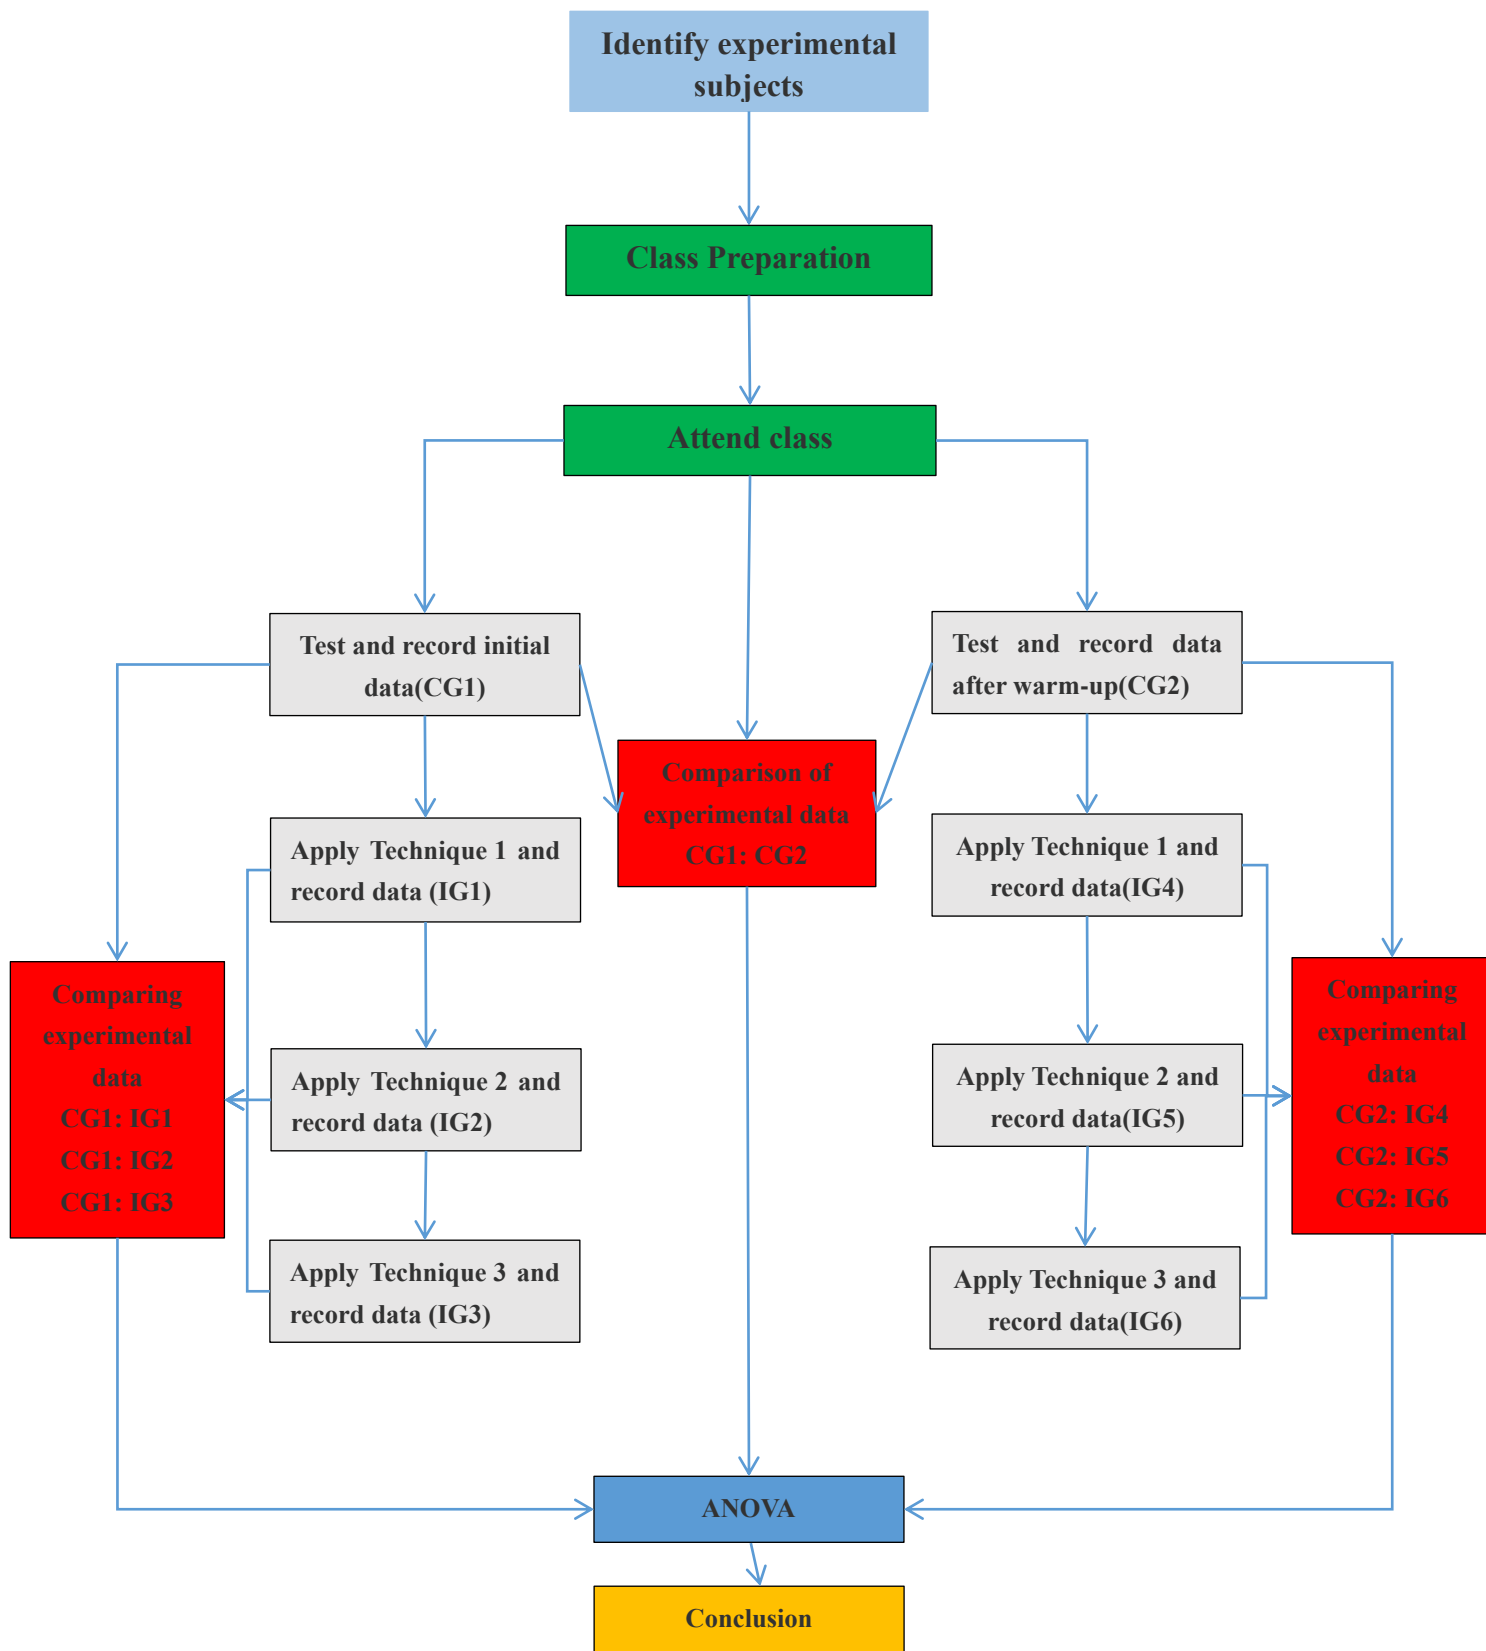 Identify experimental
subjects
Class Preparation
Attend class
Test and record initial
data(CG1)
Test and record data
after warm-up(CG2)
Comparison of
experimental data
CG1: CG2
Apply Technique 1 and
record data (IG1)
Apply Technique 1 and
record data(IG4)
Comparing
experimental
data
CG1: IG1
CG1: IG2
CG1: IG3
Apply Technique 2 and
record data (IG2)
Apply Technique 2 and
record data(IG5)
Comparing
experimental
data
CG2: IG4
CG2: IG5
CG2: IG6
Apply Technique 3 and
record data (IG3)
Apply Technique 3 and
record data(IG6)
ANOVA
Conclusion